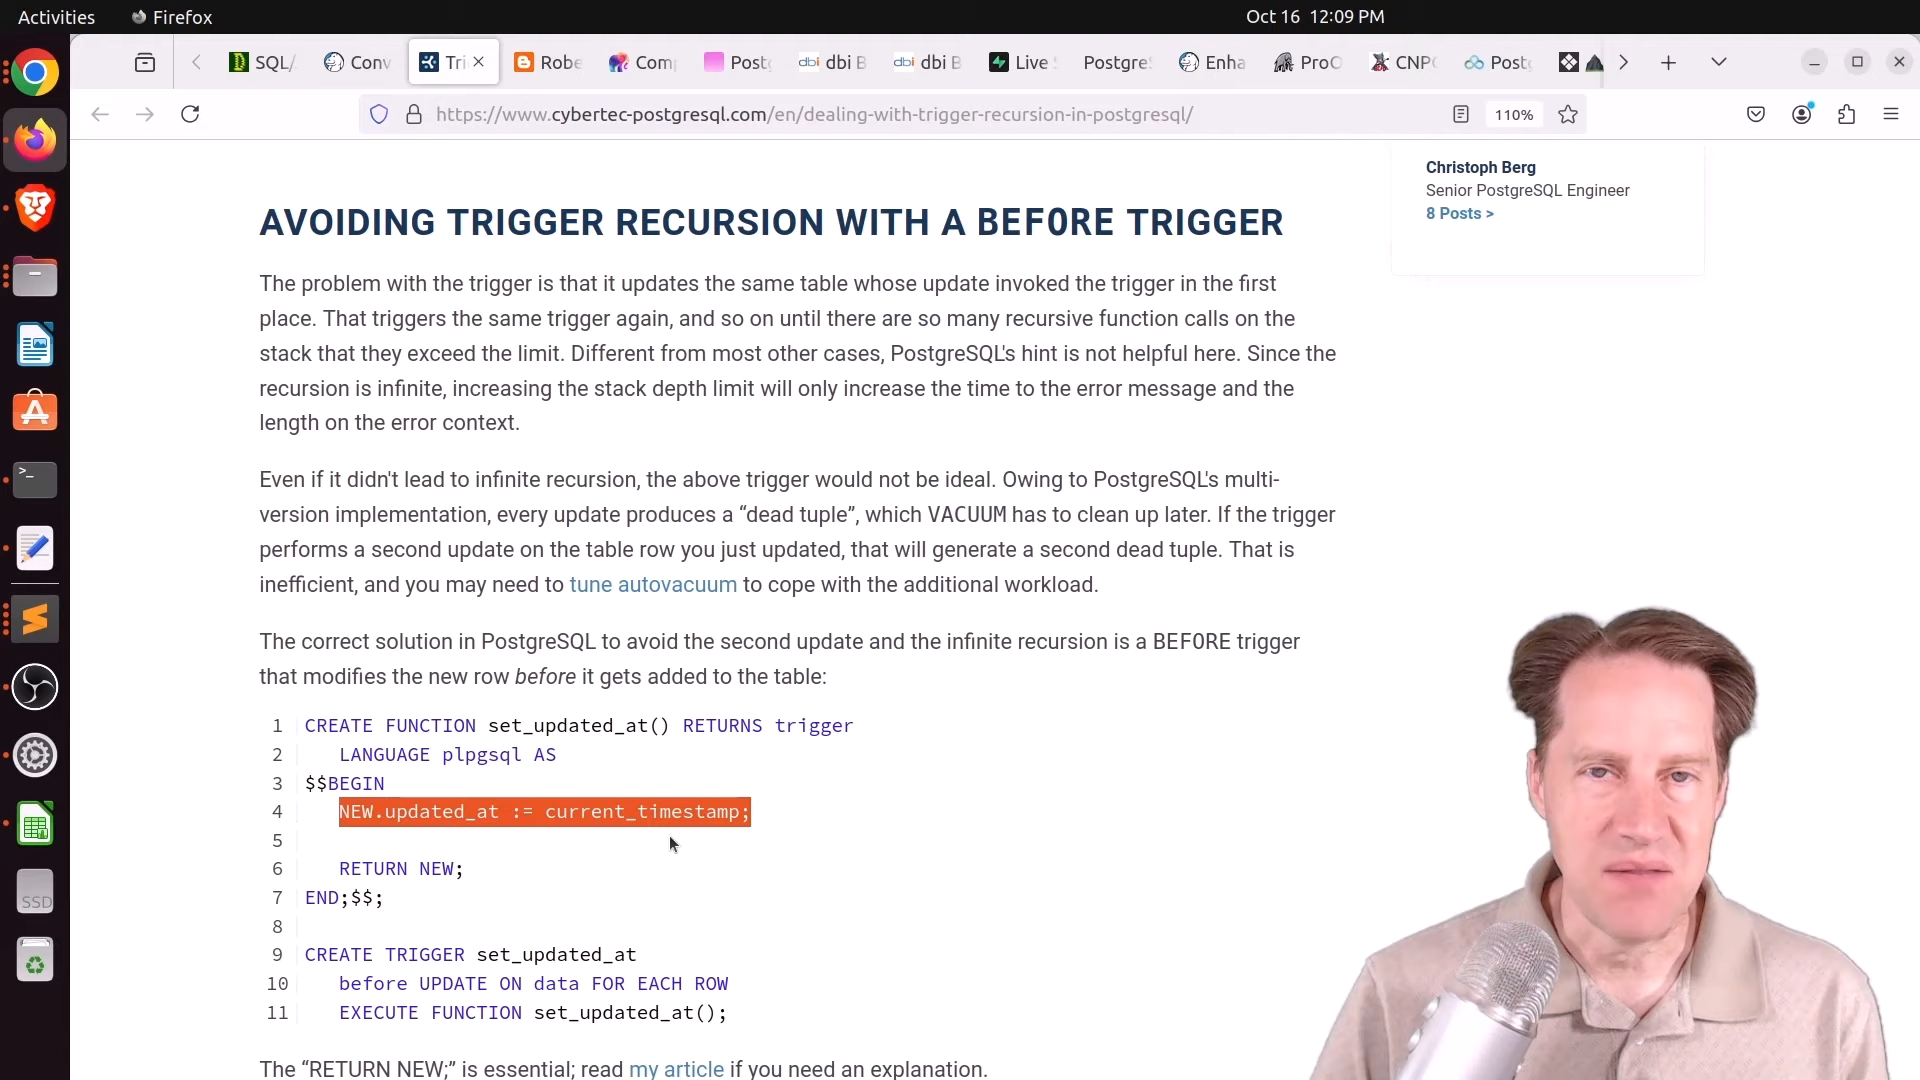 Activities
Firefox
Oct 16 12:09 PM
SQL/
Conv
Tri
Robe
Com
Post
dbi dbi B
dbi dbi B
Live
Postgre
Enha
ProC
CNP
Post
https://www.cybertec-postgresql.com/en/dealing-with-trigger-recursion-in-postgresql/
110%
Christoph Berg
Senior PostgreSQL Engineer
8 Posts >
AVOIDING TRIGGER RECURSION WITH A BEFORE TRIGGER
The problem with the trigger is that it updates the same table whose update invoked the trigger in the first
place. That triggers the same trigger again, and so on until there are so many recursive function calls on the
stack that they exceed the limit. Different from most other cases, PostgreSQL's hint is not helpful here. Since the
recursion is infinite, increasing the stack depth limit will only increase the time to the error message and the
length on the error context.
Even if it didn't lead to infinite recursion, the above trigger would not be ideal. Owing to PostgreSQL's multi-
version implementation, every update produces a “dead tuple”, which VACUUM has to clean up later. If the trigger
performs a second update on the table row you just updated, that will generate a second dead tuple. That is
inefficient, and you may need to tune autovacuum to cope with the additional workload.
The correct solution in PostgreSQL to avoid the second update and the infinite recursion is a BEFORE trigger
that modifies the new row before it gets added to the table:
1 CREATE FUNCTION set_updated_at() RETURNS trigger
2 LANGUAGE plpgsql AS
3 $$BEGIN
4 NEW.updated_at := current_timestamp;
5
6 RETURN NEW;
7 END;$$;
8
9 CREATE TRIGGER set_updated_at
10 before UPDATE ON data FOR EACH ROW
11 EXECUTE FUNCTION set_updated_at();
The “RETURN NEW;” is essential; read my article if you need an explanation.
SSD